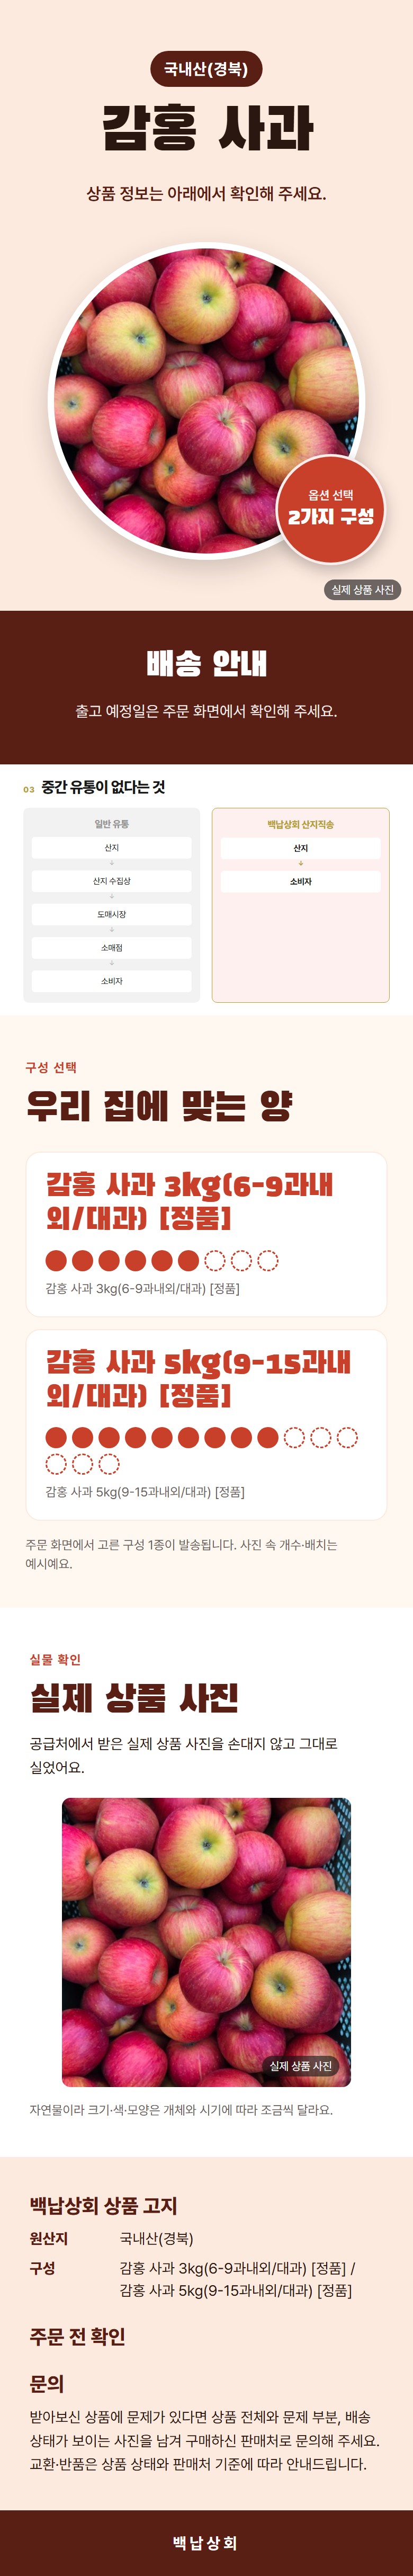 국내산(경북)
감홍 사과
상품 정보는 아래에서 확인해 주세요.
옵션 선택
2가지 구성
실제 상품 사진
배송 안내
출고 예정일은 주문 화면에서 확인해 주세요.
03 중간 유통이 없다는 것
일반 유통
산지
↓
산지 수집상
↓
도매시장
↓
소매점
↓
소비자
백납상회 산지직송
산지
↓
소비자
구성 선택
우리 집에 맞는 양
감홍 사과 3kg(6-9과내
외/대과) [정품]
감홍 사과 3kg(6-9과내외/대과) [정품]
감홍 사과 5kg(9-15과내
외/대과) [정품]
감홍 사과 5kg(9-15과내외/대과) [정품]
주문 화면에서 고른 구성 1종이 발송됩니다. 사진 속 개수·배치는
예시예요.
실물 확인
실제 상품 사진
공급처에서 받은 실제 상품 사진을 손대지 않고 그대로
실었어요.
실제 상품 사진
자연물이라 크기·색·모양은 개체와 시기에 따라 조금씩 달라요.
백납상회 상품 고지
원산지 국내산(경북)
구성 감홍 사과 3kg(6-9과내외/대과) [정품] /
감홍 사과 5kg(9-15과내외/대과) [정품]
주문 전 확인
문의
받아보신 상품에 문제가 있다면 상품 전체와 문제 부분, 배송
상태가 보이는 사진을 남겨 구매하신 판매처로 문의해 주세요.
교환·반품은 상품 상태와 판매처 기준에 따라 안내드립니다.
백납상회